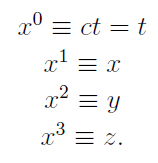 x⁰ ≡ ct = t
x¹ ≡ x
x² ≡ y
x³ ≡ z.